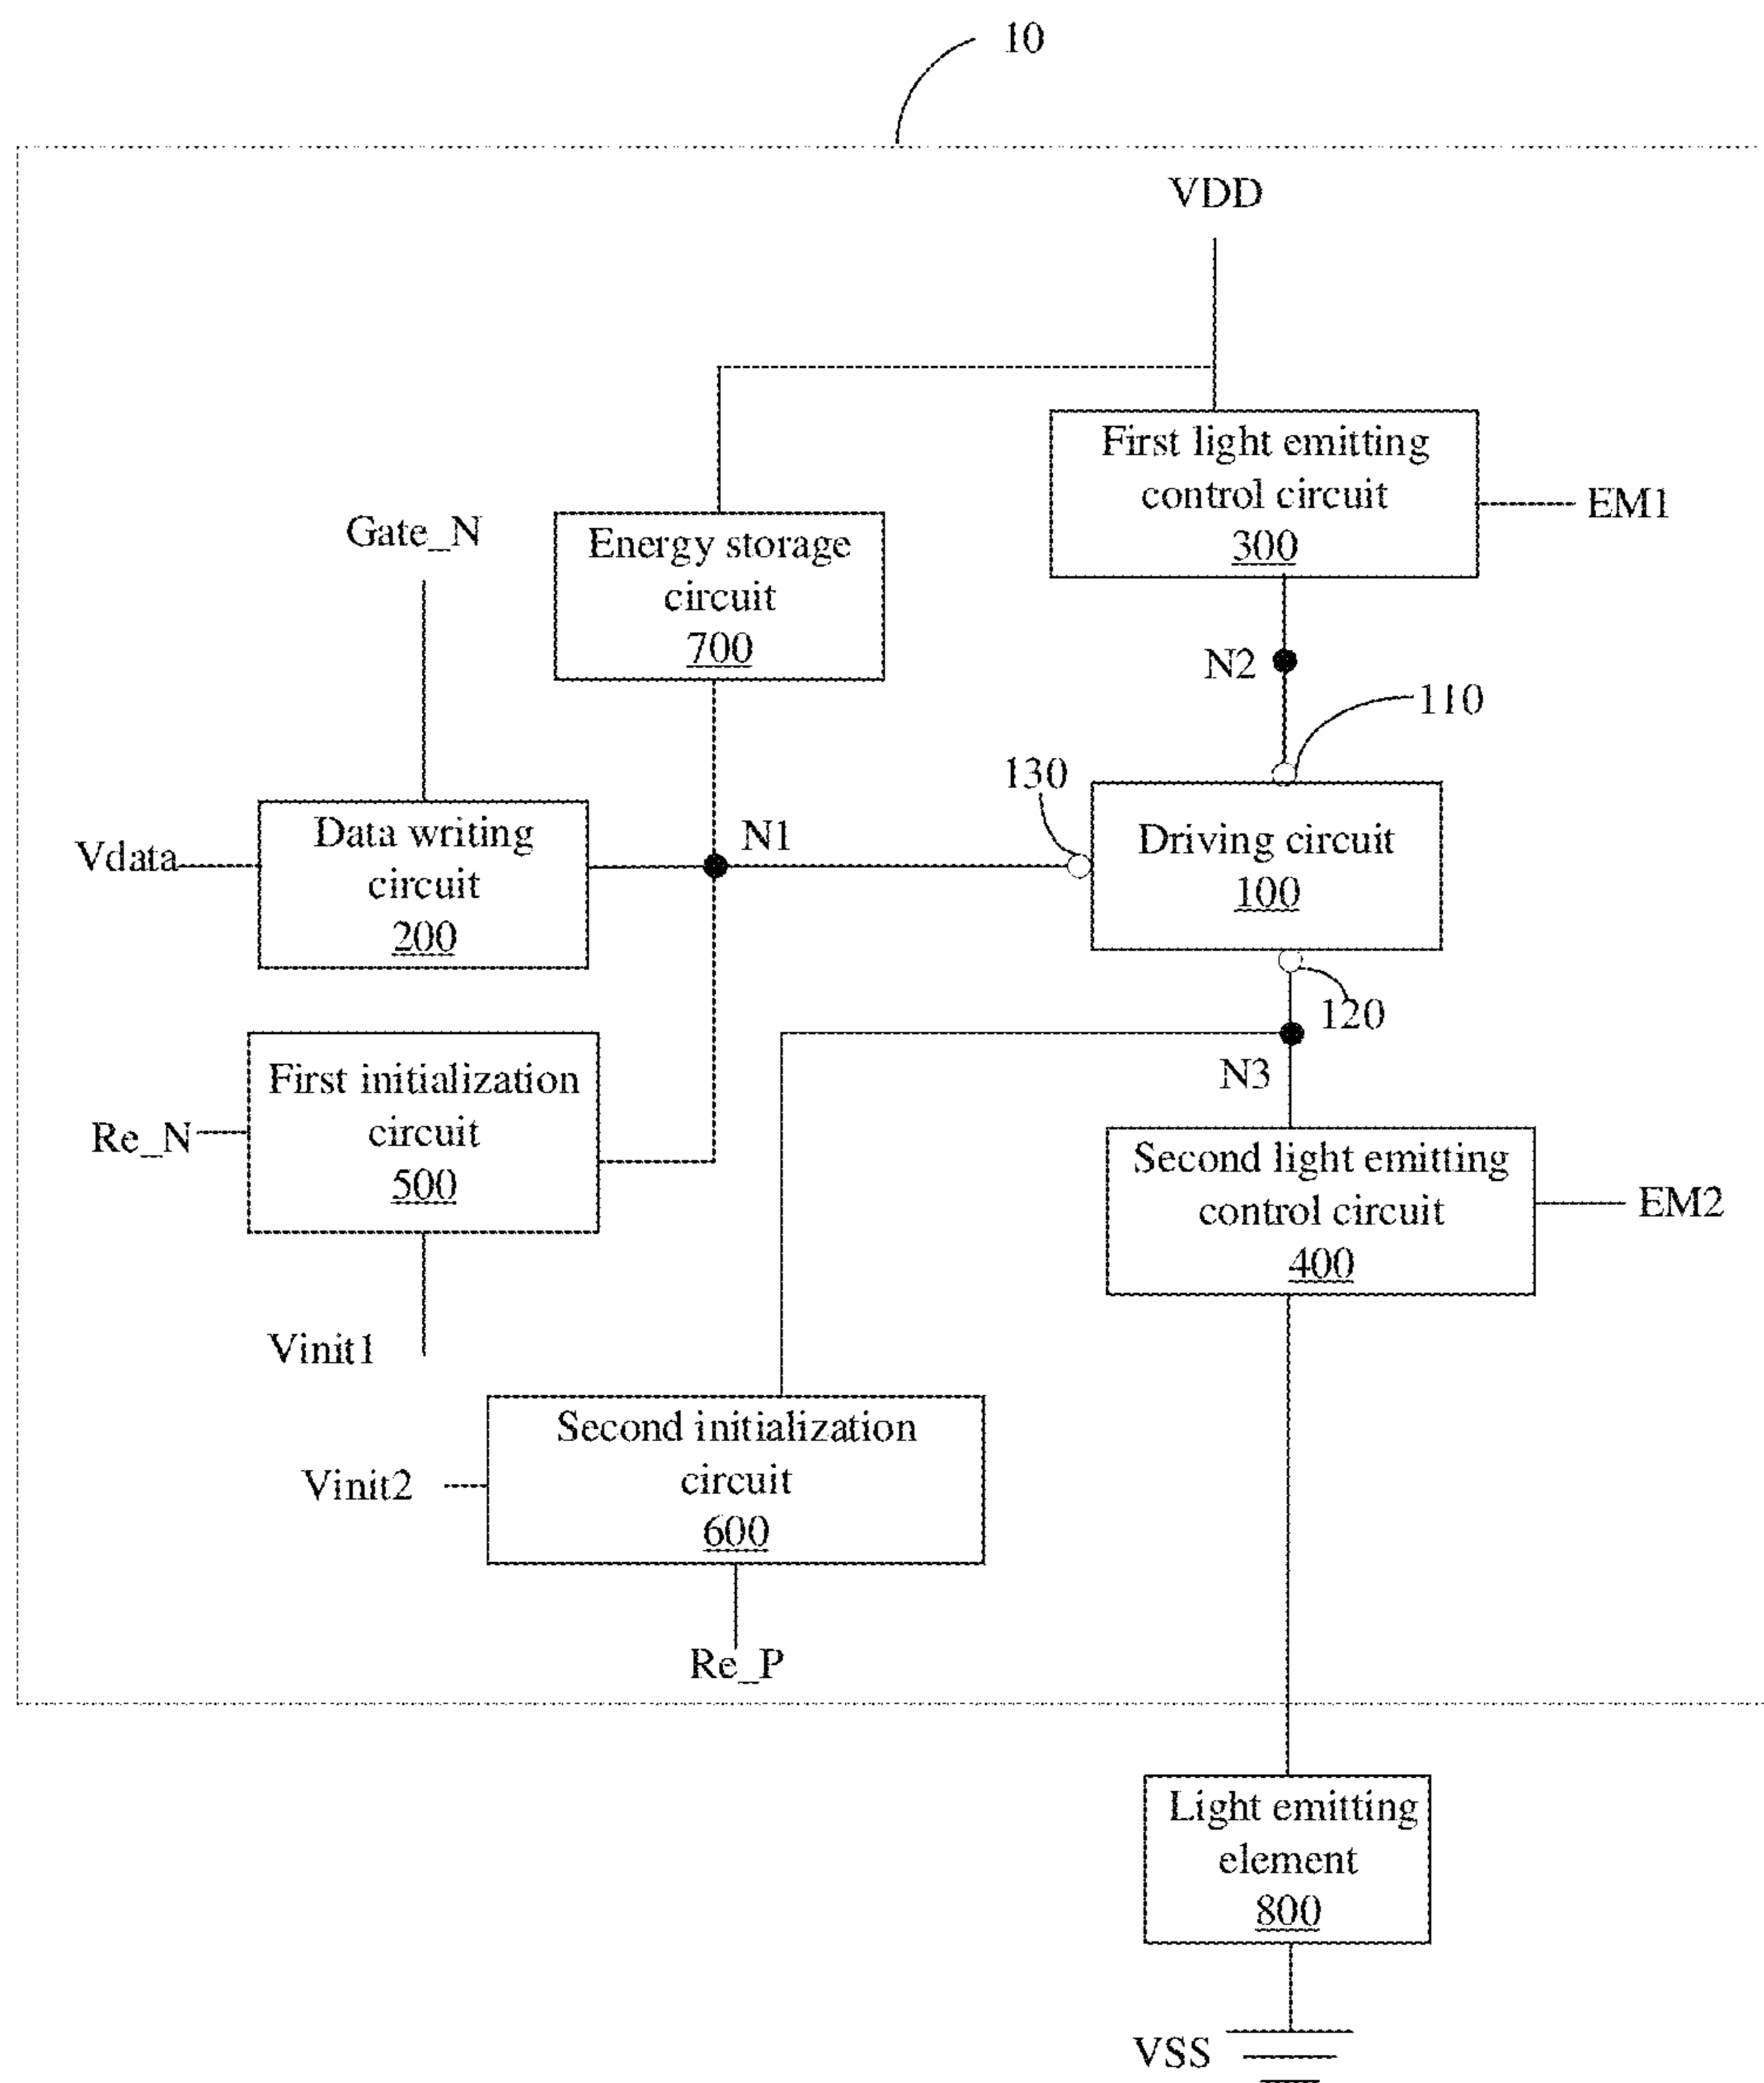 10
VDD
First light emitting
control circuit
300
EM1
Gate_N
Energy storage
circuit
700
N2
110
130
Vdata
Data writing
circuit
200
N1
Driving circuit
100
120
N3
First initialization
circuit
500
Re_N
Second light emitting
control circuit
400
EM2
Vinit1
Second initialization
circuit
600
Vinit2
Re_P
Light emitting
element
800
VSS